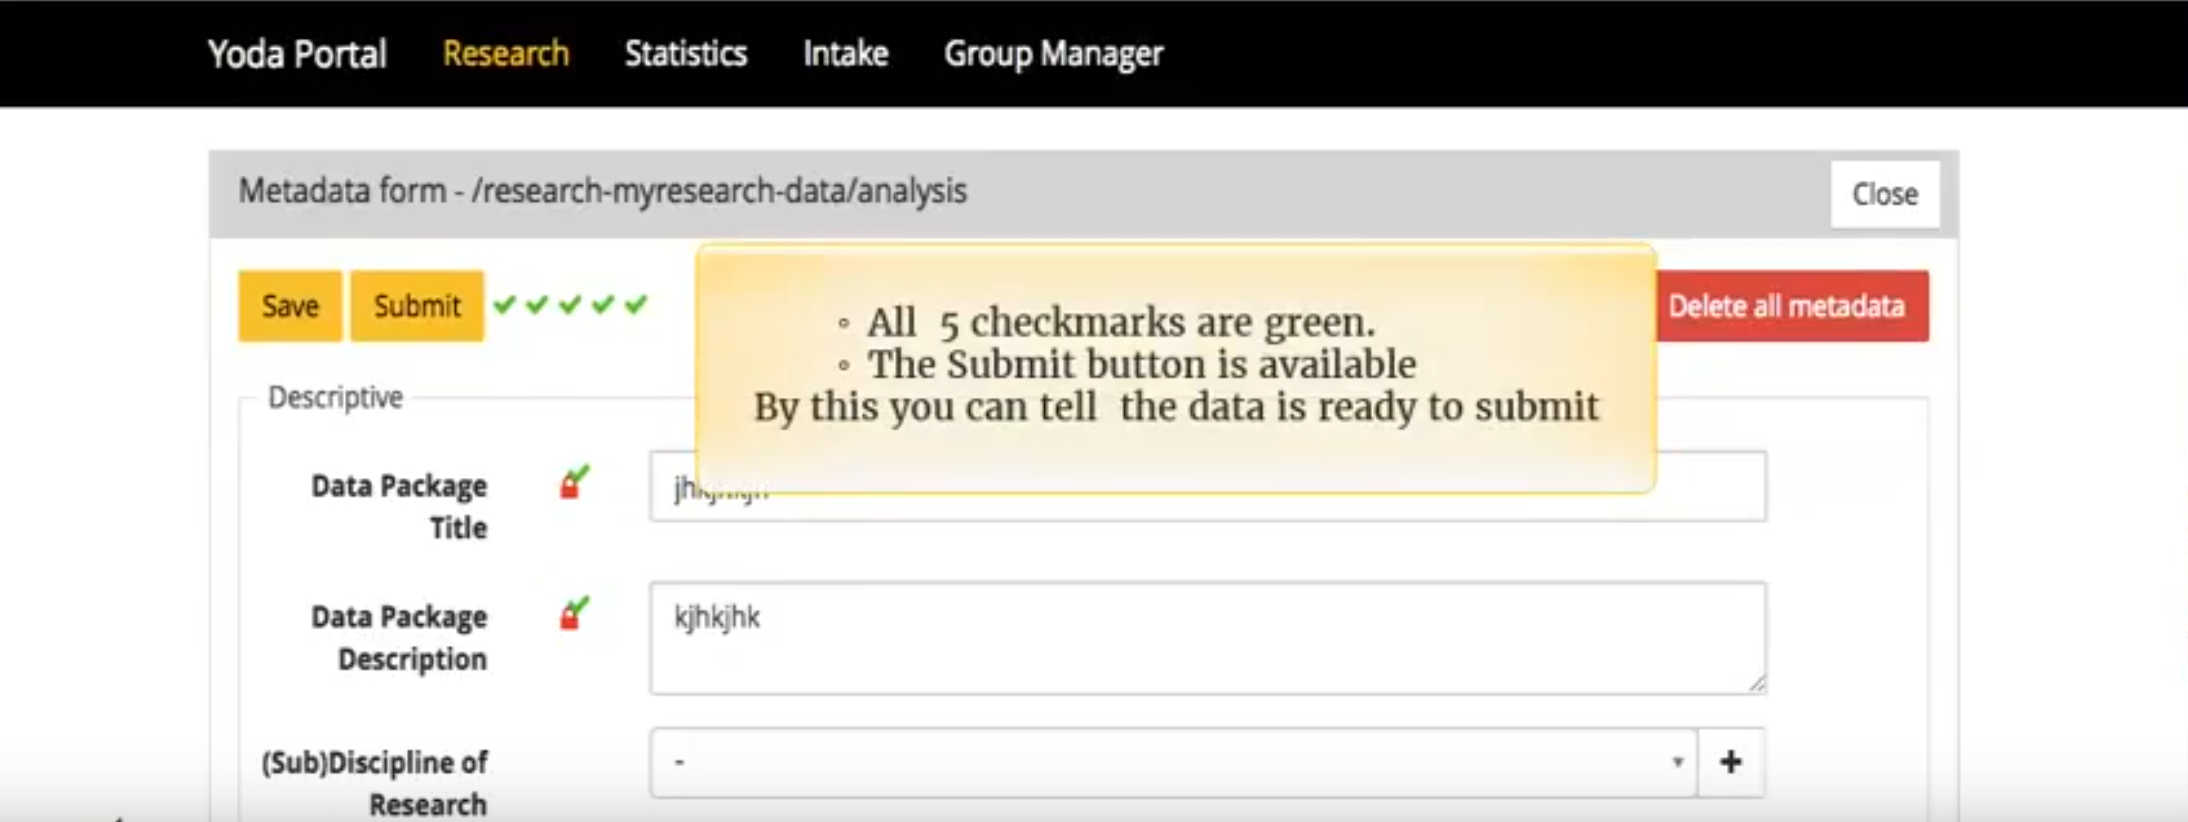 Yoda Portal Research Statistics Intake Group Manager
Metadata form - /research-myresearch-data/analysis Close
Save Submit Delete all metadata
◦ All 5 checkmarks are green.
◦ The Submit button is available
By this you can tell the data is ready to submit
Descriptive
Data Package
Title
Data Package kjhkjhk
Description
(Sub)Discipline of - +
Research